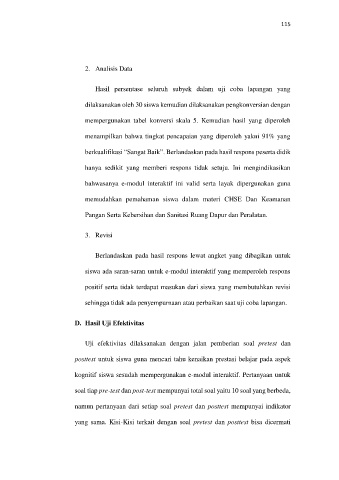 115
2. Analisis Data
Hasil persentase seluruh subyek dalam uji coba lapangan yang
dilaksanakan oleh 30 siswa kemudian dilaksanakan pengkonversian dengan
mempergunakan tabel konversi skala 5. Kemudian hasil yang diperoleh
menampilkan bahwa tingkat pencapaian yang diperoleh yakni 91% yang
berkualifikasi "Sangat Baik". Berlandaskan pada hasil respons peserta didik
hanya sedikit yang memberi respons tidak setuju. Ini mengindikasikan
bahwasanya e-modul interaktif ini valid serta layak dipergunakan guna
memudahkan pemahaman siswa dalam materi CHSE Dan Keamanan
Pangan Serta Kebersihan dan Sanitasi Ruang Dapur dan Peralatan.
3. Revisi
Berlandaskan pada hasil respons lewat angket yang dibagikan untuk
siswa ada saran-saran untuk e-modul interaktif yang memperoleh respons
positif serta tidak terdapat masukan dari siswa yang membutuhkan revisi
sehingga tidak ada penyempurnaan atau perbaikan saat uji coba lapangan.
D. Hasil Uji Efektivitas
Uji efektivitas dilaksanakan dengan jalan pemberian soal pretest dan
posttest untuk siswa guna mencari tahu kenaikan prestasi belajar pada aspek
kognitif siswa sesudah mempergunakan e-modul interaktif. Pertanyaan untuk
soal tiap pre-test dan post-test mempunyai total soal yaitu 10 soal yang berbeda,
namun pertanyaan dari setiap soal pretest dan posttest mempunyai indikator
yang sama. Kisi-Kisi terkait dengan soal pretest dan posttest bisa dicermati